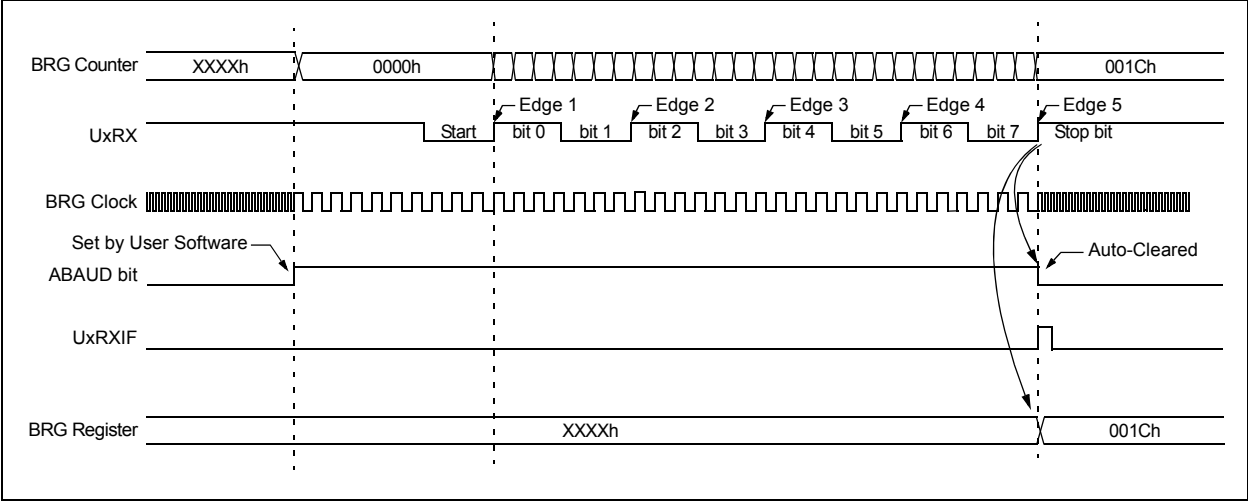 BRG Counter XXXXh 0000h 001Ch
Edge 1 Edge 2 Edge 3 Edge 4 Edge 5
UxRX Start bit 0 bit 1 bit 2 bit 3 bit 4 bit 5 bit 6 bit 7 Stop bit
BRG Clock
Set by User Software
Auto-Cleared
ABAUD bit
UxRXIF
BRG Register XXXXh 001Ch